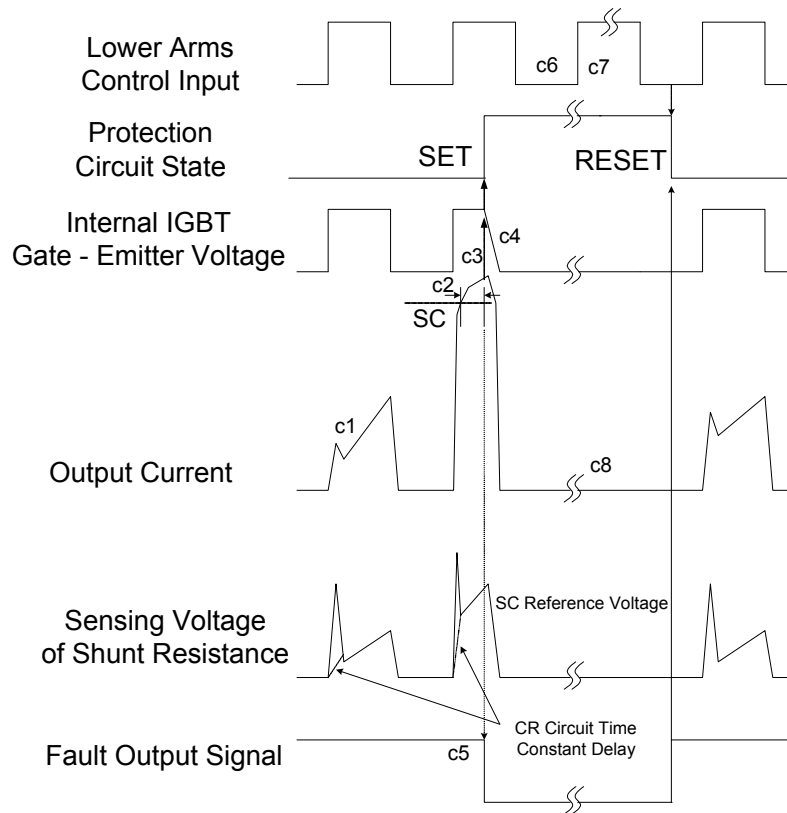 Lower Arms
Control Input
c6
c7
Protection
Circuit State
SET
RESET
Internal IGBT
Gate - Emitter Voltage
c3
c4
c2
SC
c1
Output Current
c8
Sensing Voltage
of Shunt Resistance
SC Reference Voltage
CR Circuit Time
Constant Delay
Fault Output Signal
c5